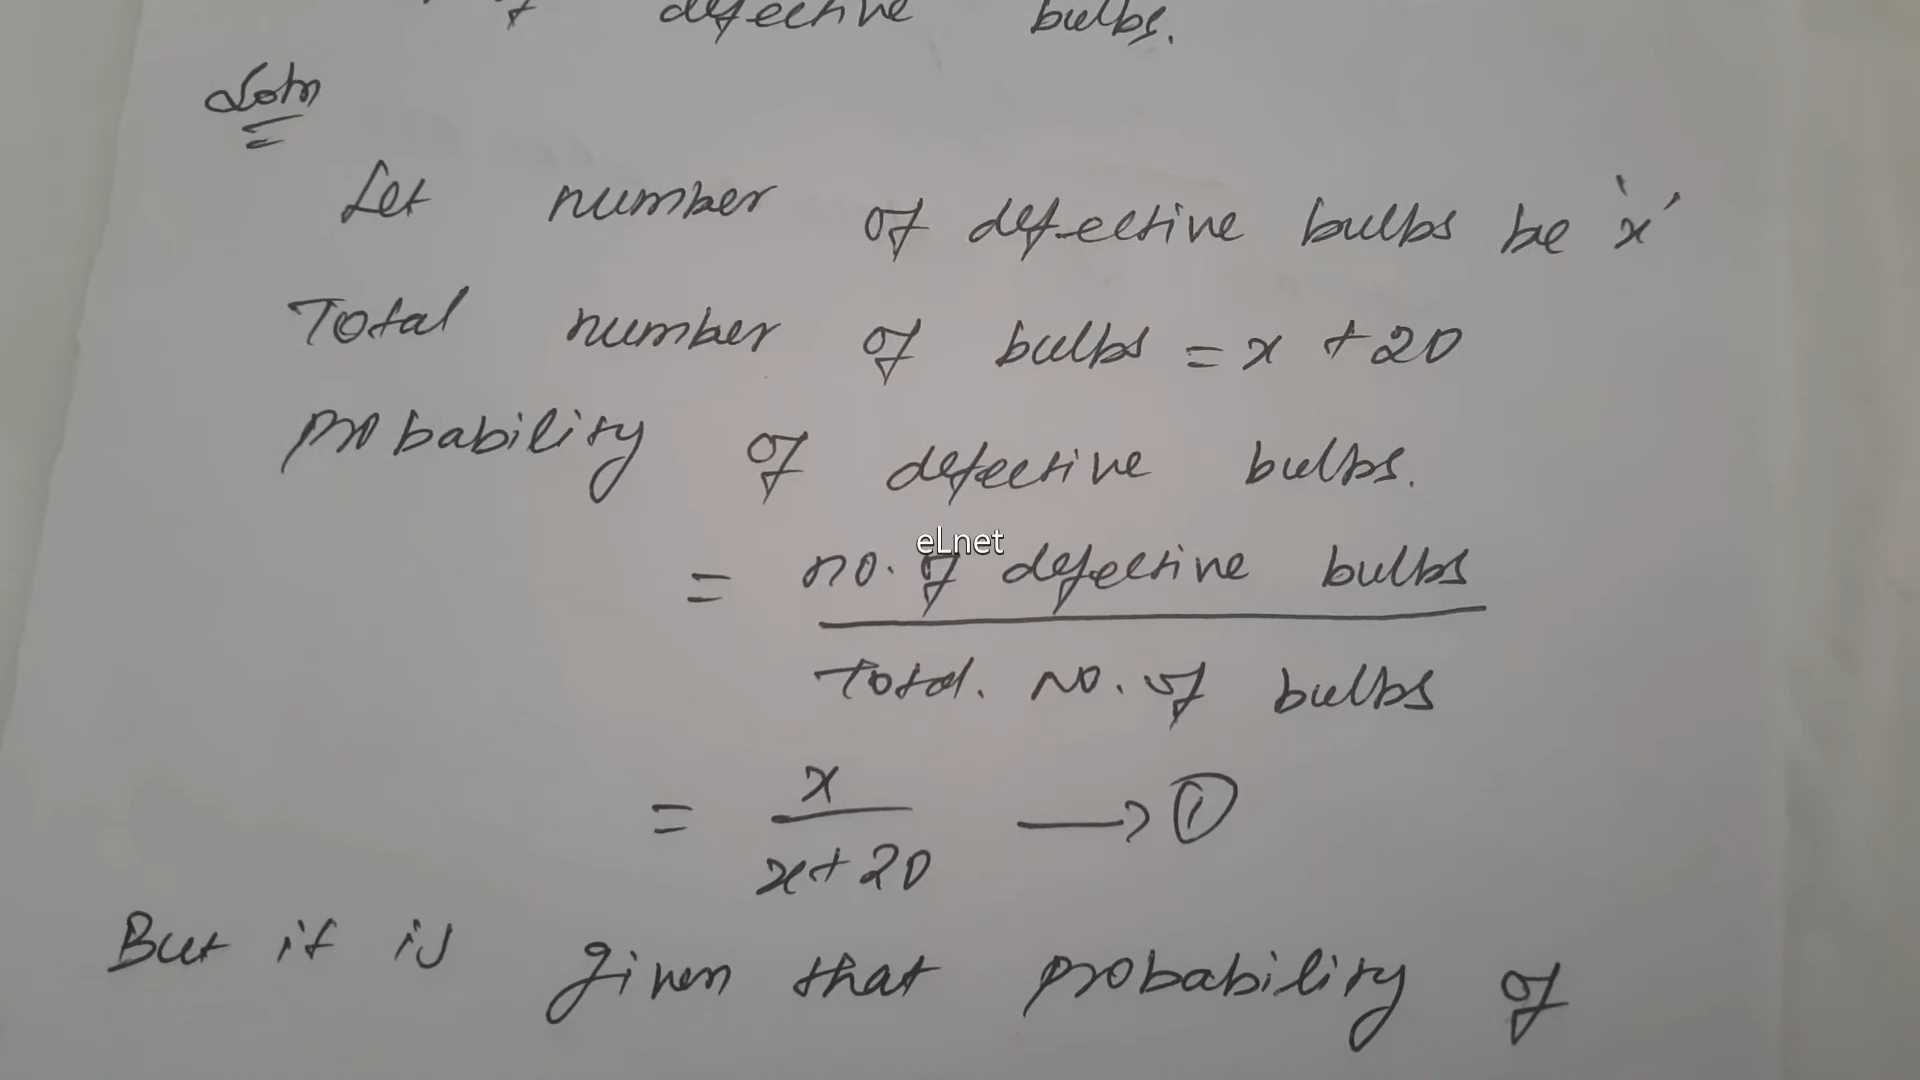 of defective bulbs.
Soln
Let number of defective bulbs be 'x'
Total number of bulbs = x + 20
probability of defective bulbs.
eLnet
= no. of defective bulbs
Total. No. of bulbs
= x
x+20 → ①
But it is given that probability of